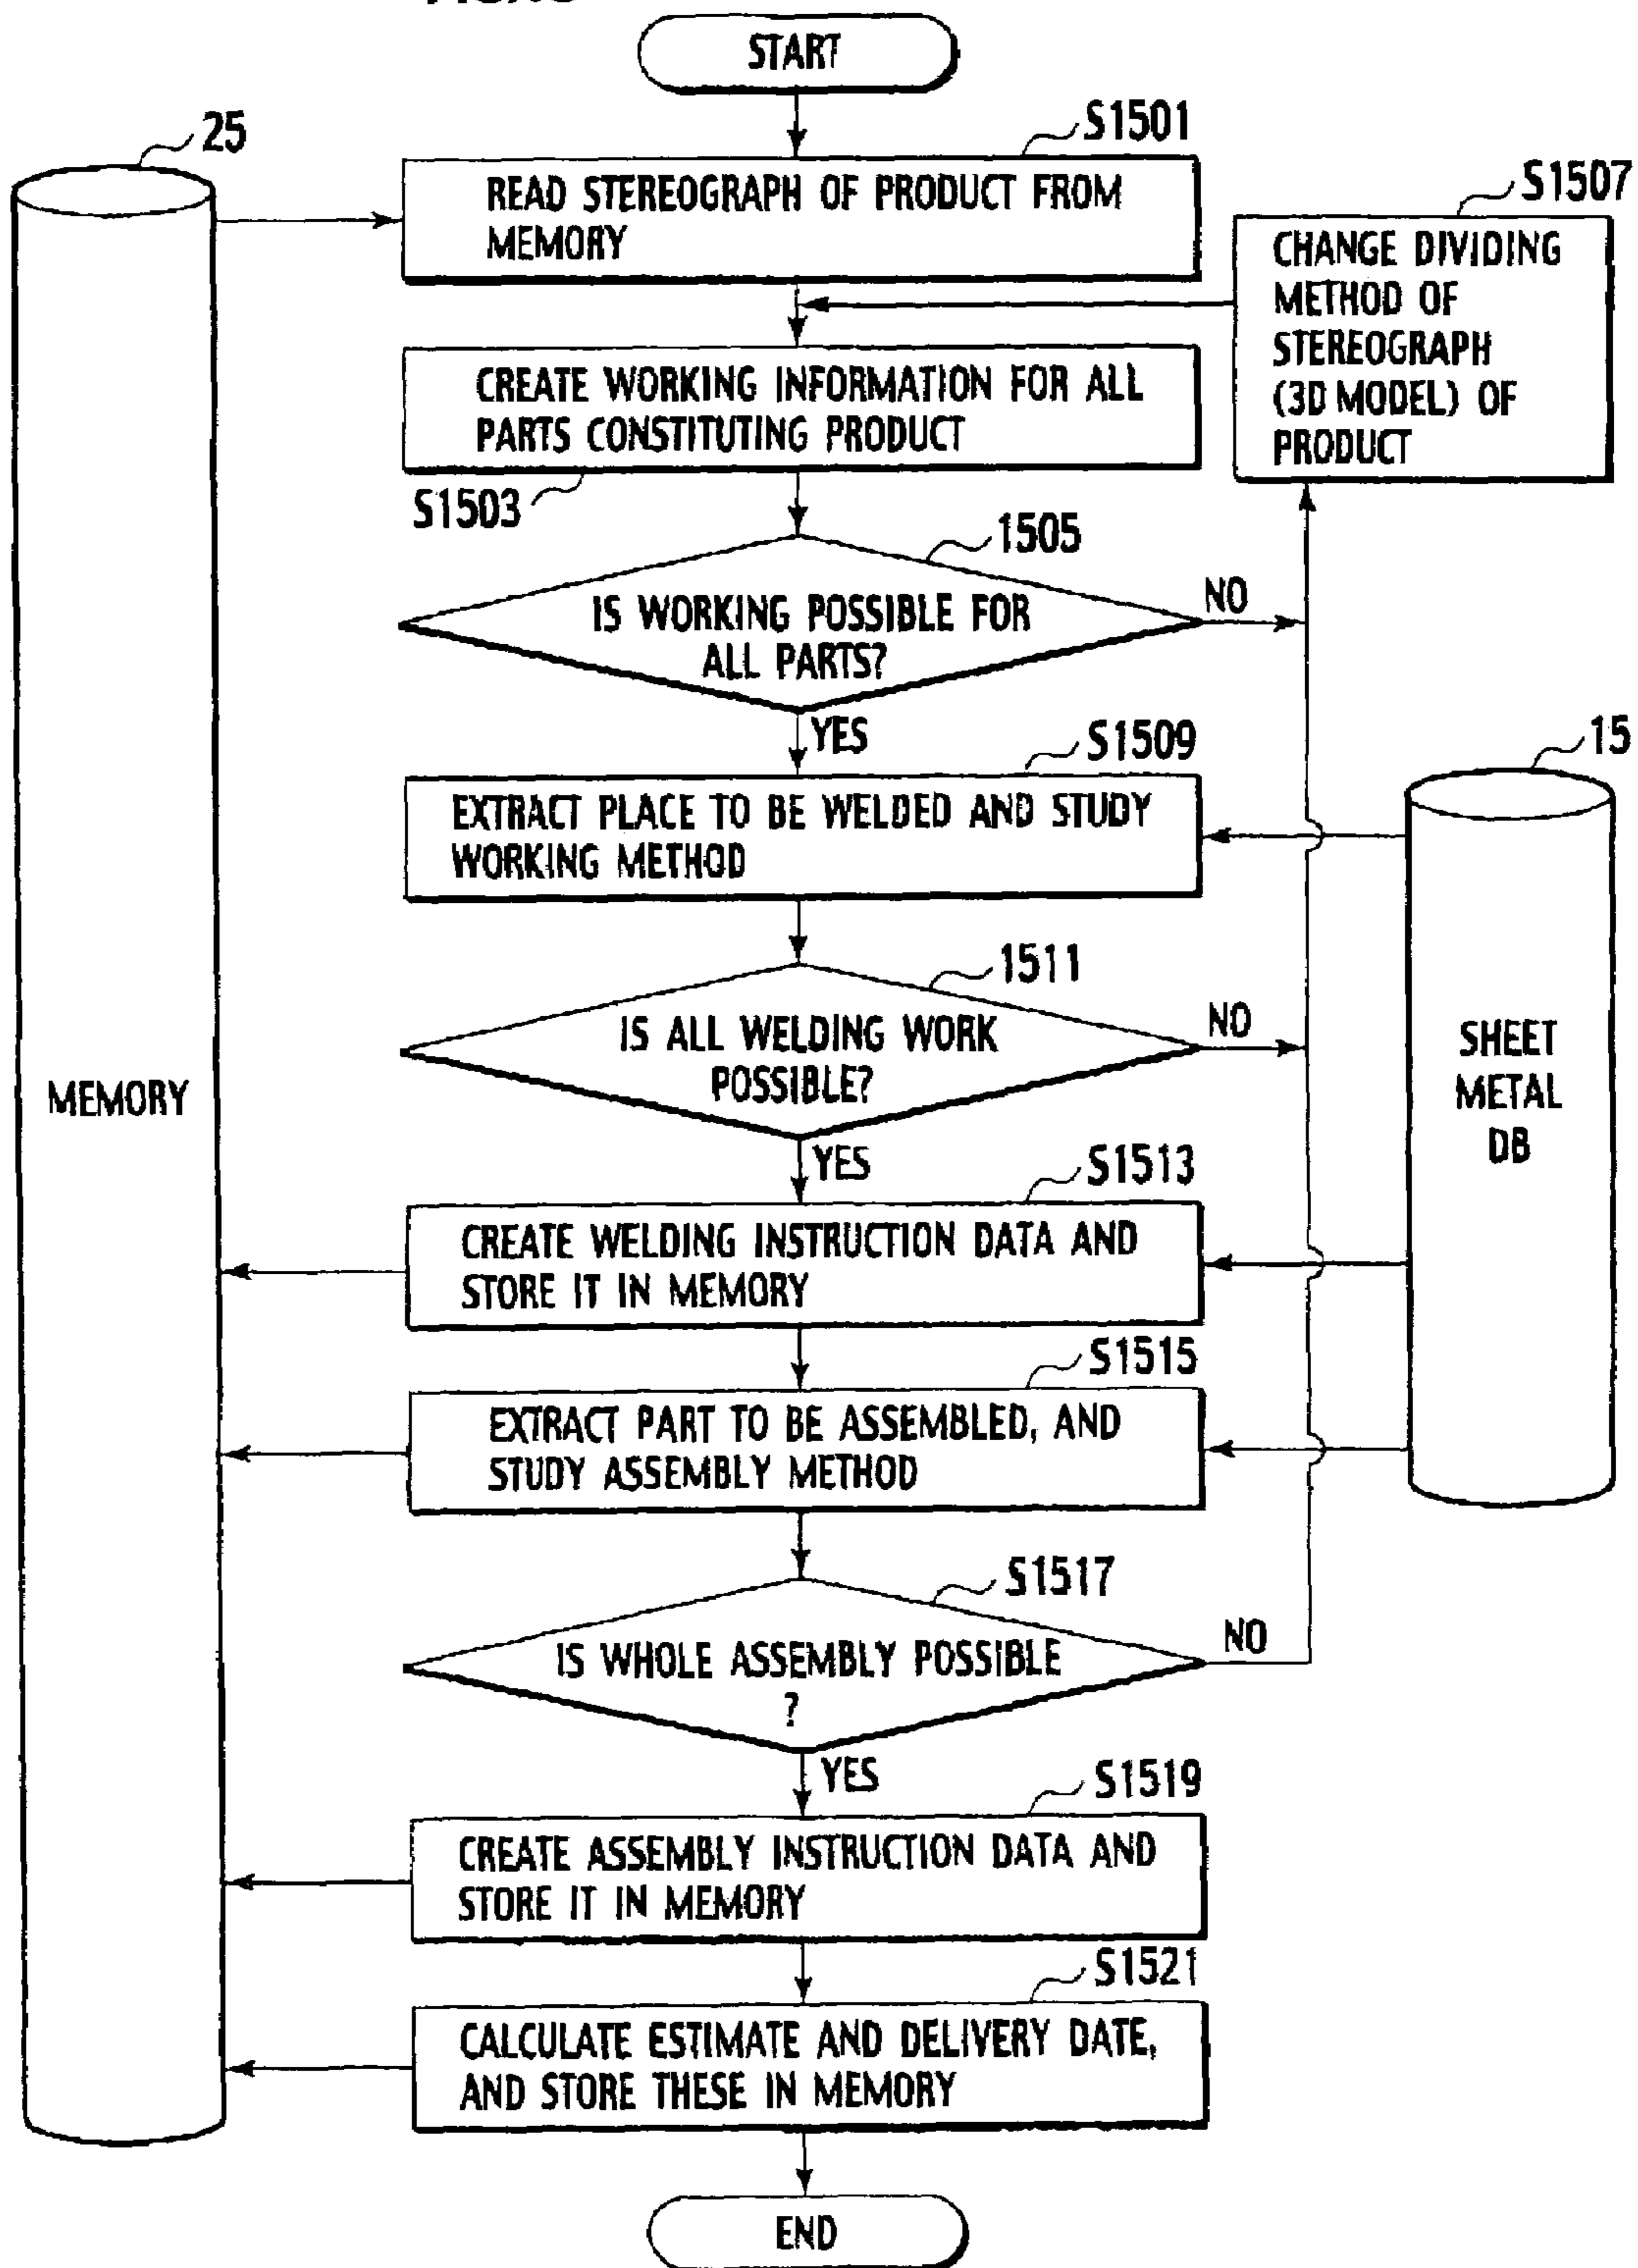 START
25
S1501
READ STEREOGRAPH OF PRODUCT FROM
MEMORY
S1507
CHANGE DIVIDING
METHOD OF
STEREOGRAPH
(3D MODEL) OF
PRODUCT
CREATE WORKING INFORMATION FOR ALL
PARTS CONSTITUTING PRODUCT
S1503
1505
IS WORKING POSSIBLE FOR
ALL PARTS?
NO
YES
S1509
15
EXTRACT PLACE TO BE WELDED AND STUDY
WORKING METHOD
1511
IS ALL WELDING WORK
POSSIBLE?
NO
SHEET
METAL
DB
MEMORY
YES
S1513
CREATE WELDING INSTRUCTION DATA AND
STORE IT IN MEMORY
S1515
EXTRACT PART TO BE ASSEMBLED, AND
STUDY ASSEMBLY METHOD
S1517
IS WHOLE ASSEMBLY POSSIBLE
?
NO
YES
S1519
CREATE ASSEMBLY INSTRUCTION DATA AND
STORE IT IN MEMORY
S1521
CALCULATE ESTIMATE AND DELIVERY DATE,
AND STORE THESE IN MEMORY
END